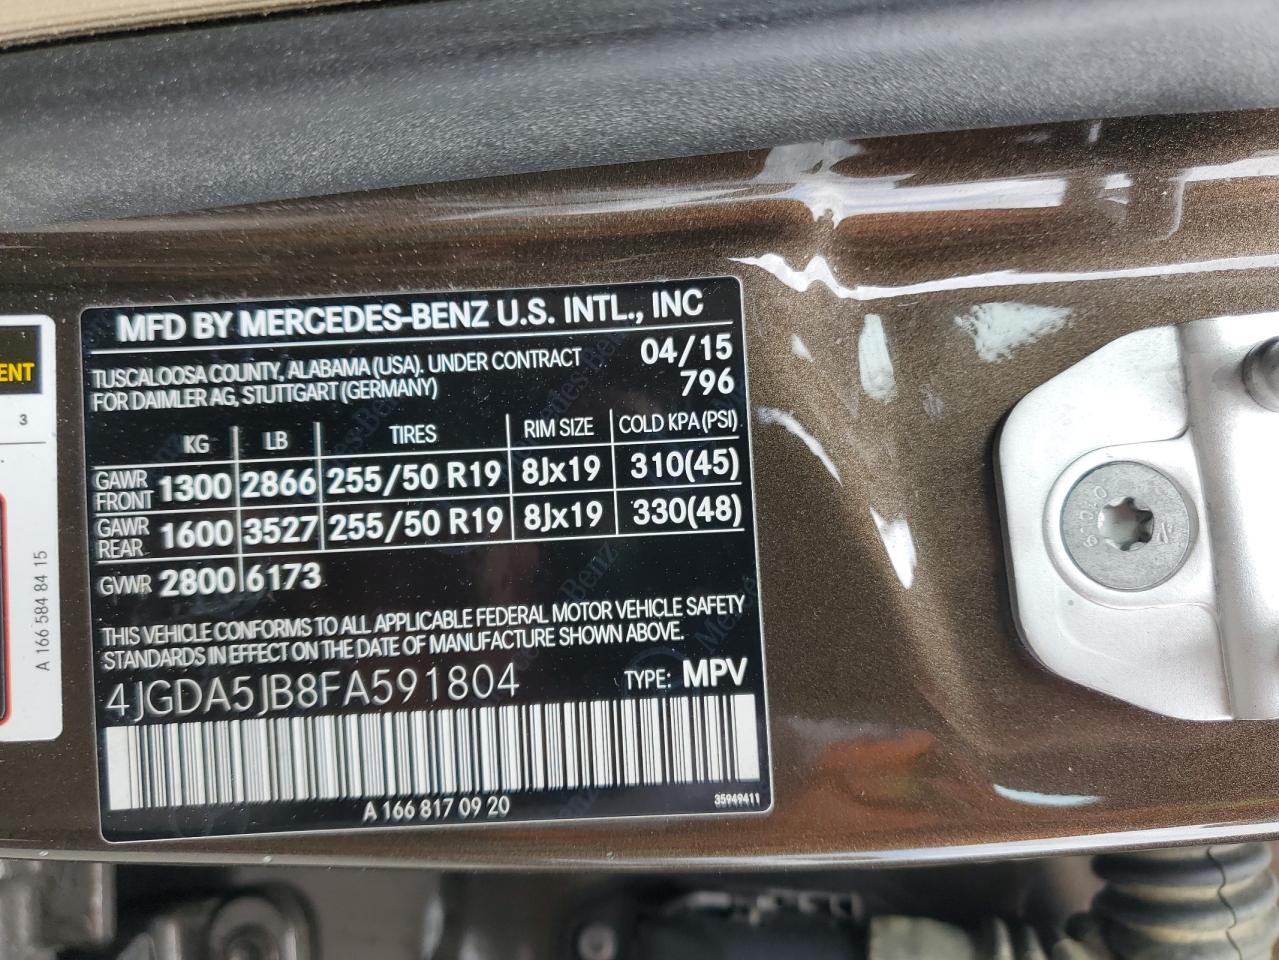 MFD BY MERCEDES-BENZ U.S. INTL., INC
TUSCALOOSA COUNTY, ALABAMA (USA). UNDER CONTRACT
FOR DAIMLER AG, STUTTGART (GERMANY)
04/15
796
KG LB TIRES RIM SIZE COLD KPA (PSI)
GAWR FRONT 1300 2866 255/50 R19 8Jx19 310(45)
GAWR REAR 1600 3527 255/50 R19 8Jx19 330(48)
GVWR 2800 6173
THIS VEHICLE CONFORMS TO ALL APPLICABLE FEDERAL MOTOR VEHICLE SAFETY
STANDARDS IN EFFECT ON THE DATE OF MANUFACTURE SHOWN ABOVE.
4JGDA5JB8FA591804 TYPE: MPV
A 166 817 09 20
35949411
ENT
3
A 166 584 84 15